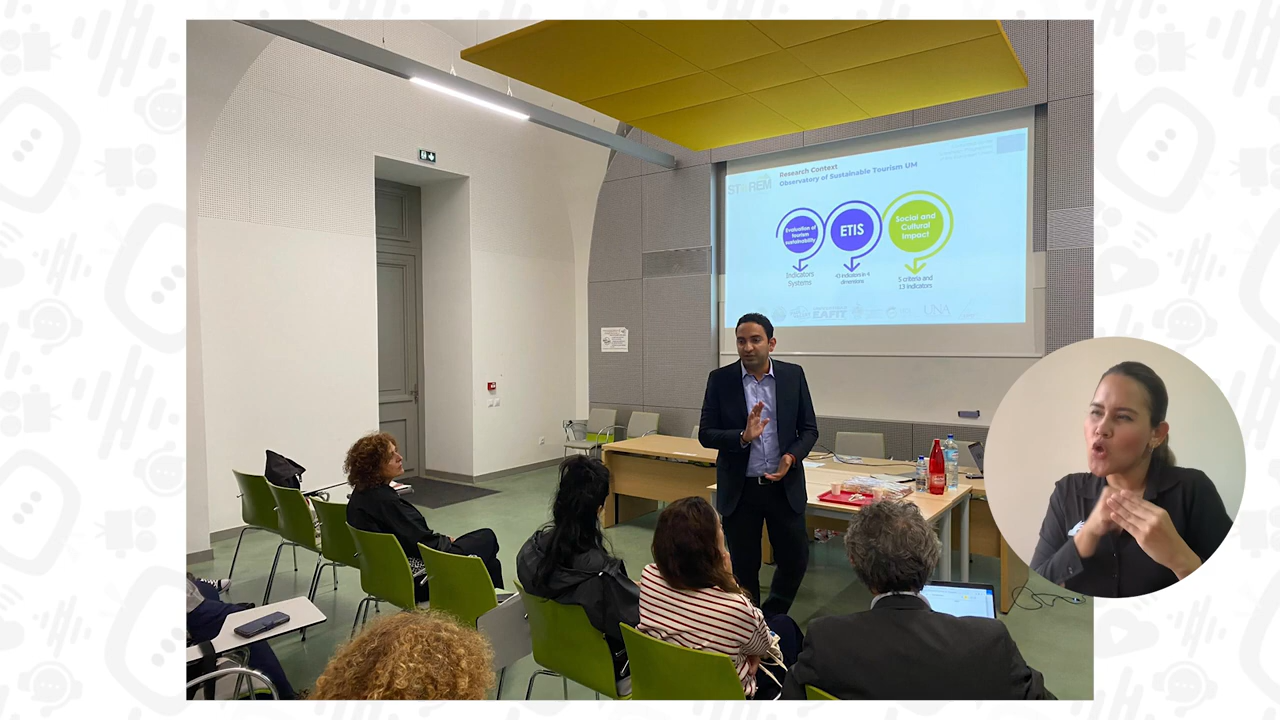 STOREM
Research Context
Observatory of Sustainable Tourism UM
Evaluation of
tourism
sustainability
ETIS
Social and
Cultural
Impact
Indicators
Systems
43 indicators in 4
dimensions
5 criteria and
13 indicators
EAFIT
UNA